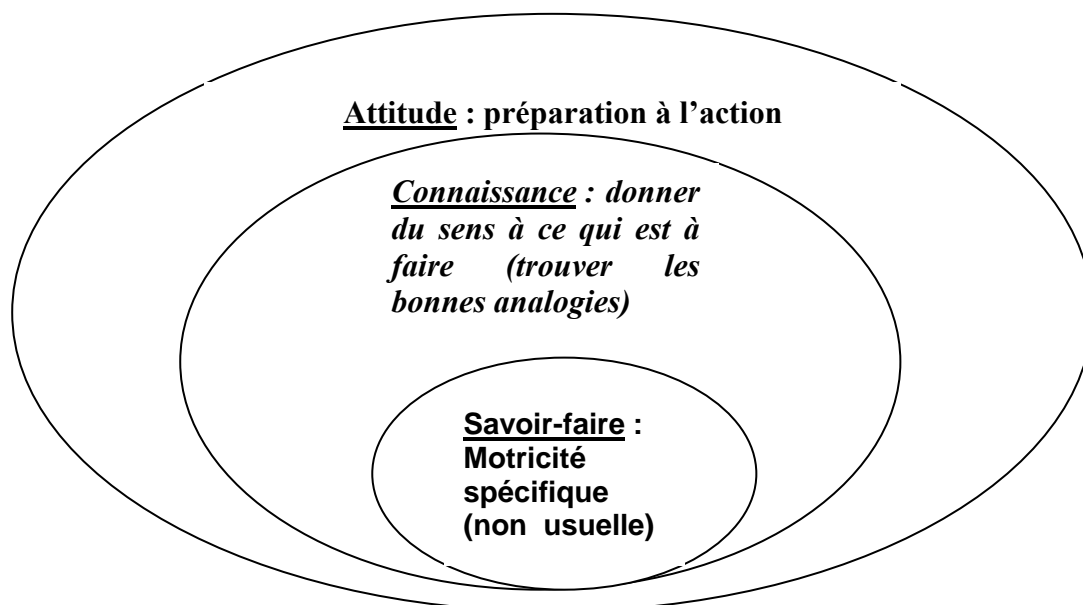 Attitude : préparation à l’action
Connaissance : donner
du sens à ce qui est à
faire (trouver les
bonnes analogies)
Savoir-faire :
Motricité
spécifique
(non usuelle)